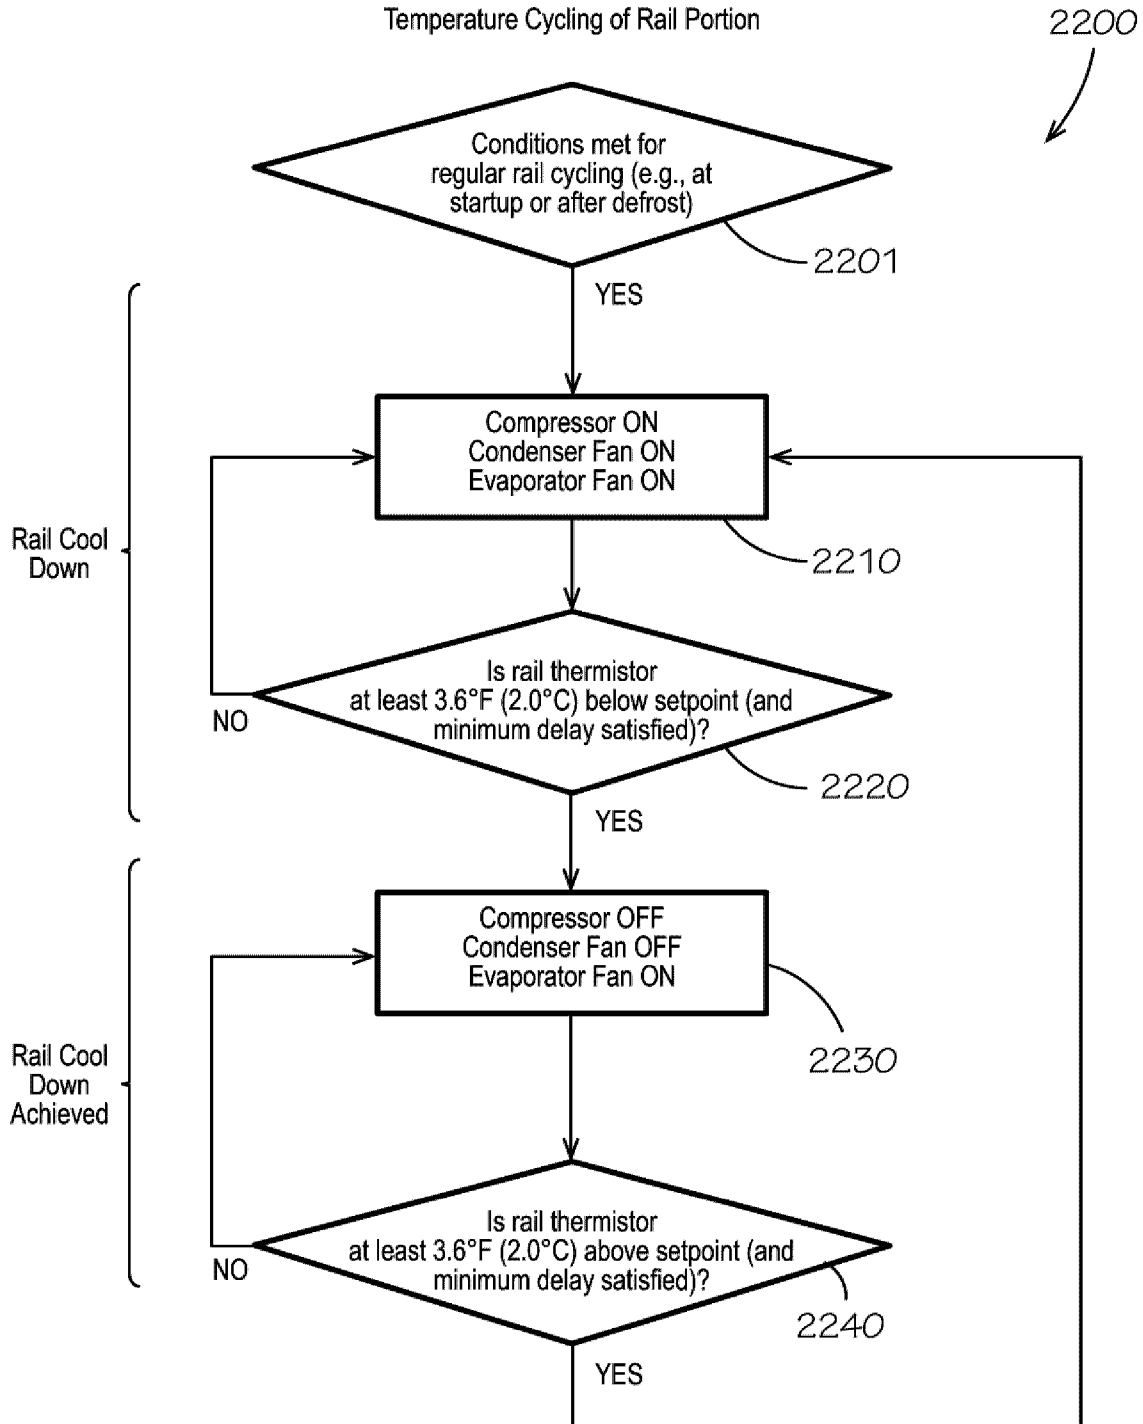 Temperature Cycling of Rail Portion
2200
Conditions met for
regular rail cycling (e.g., at
startup or after defrost)
2201
YES
Compressor ON
Condenser Fan ON
Evaporator Fan ON
2210
Rail Cool
Down
Is rail thermistor
at least 3.6°F (2.0°C) below setpoint (and
minimum delay satisfied)?
NO
2220
YES
Compressor OFF
Condenser Fan OFF
Evaporator Fan ON
2230
Rail Cool
Down
Achieved
Is rail thermistor
at least 3.6°F (2.0°C) above setpoint (and
minimum delay satisfied)?
NO
2240
YES